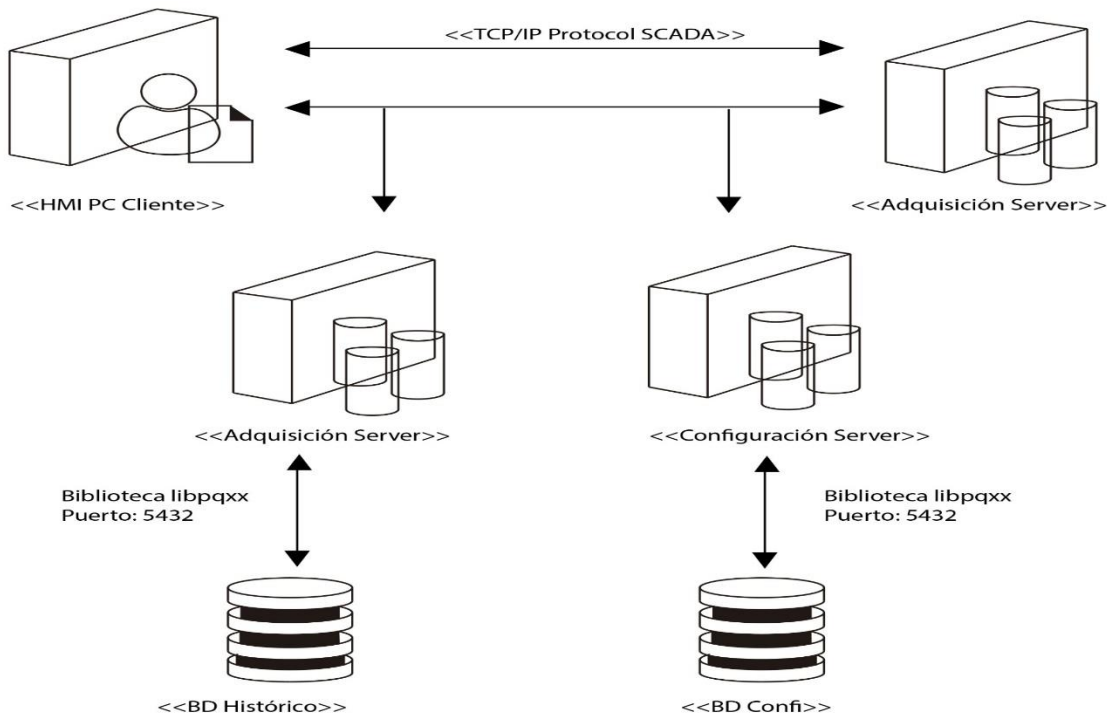 <<TCP/IP Protocol SCADA>>
<<HMI PC Cliente>>
<<Adquisición Server>>
<<Adquisición Server>>
<<Configuración Server>>
Biblioteca libpqxx
Puerto: 5432
Biblioteca libpqxx
Puerto: 5432
<<BD Histórico>>
<<BD Confi>>